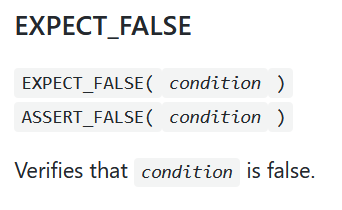 EXPECT_FALSE
EXPECT_FALSE( condition )
ASSERT_FALSE( condition )
Verifies that condition is false.